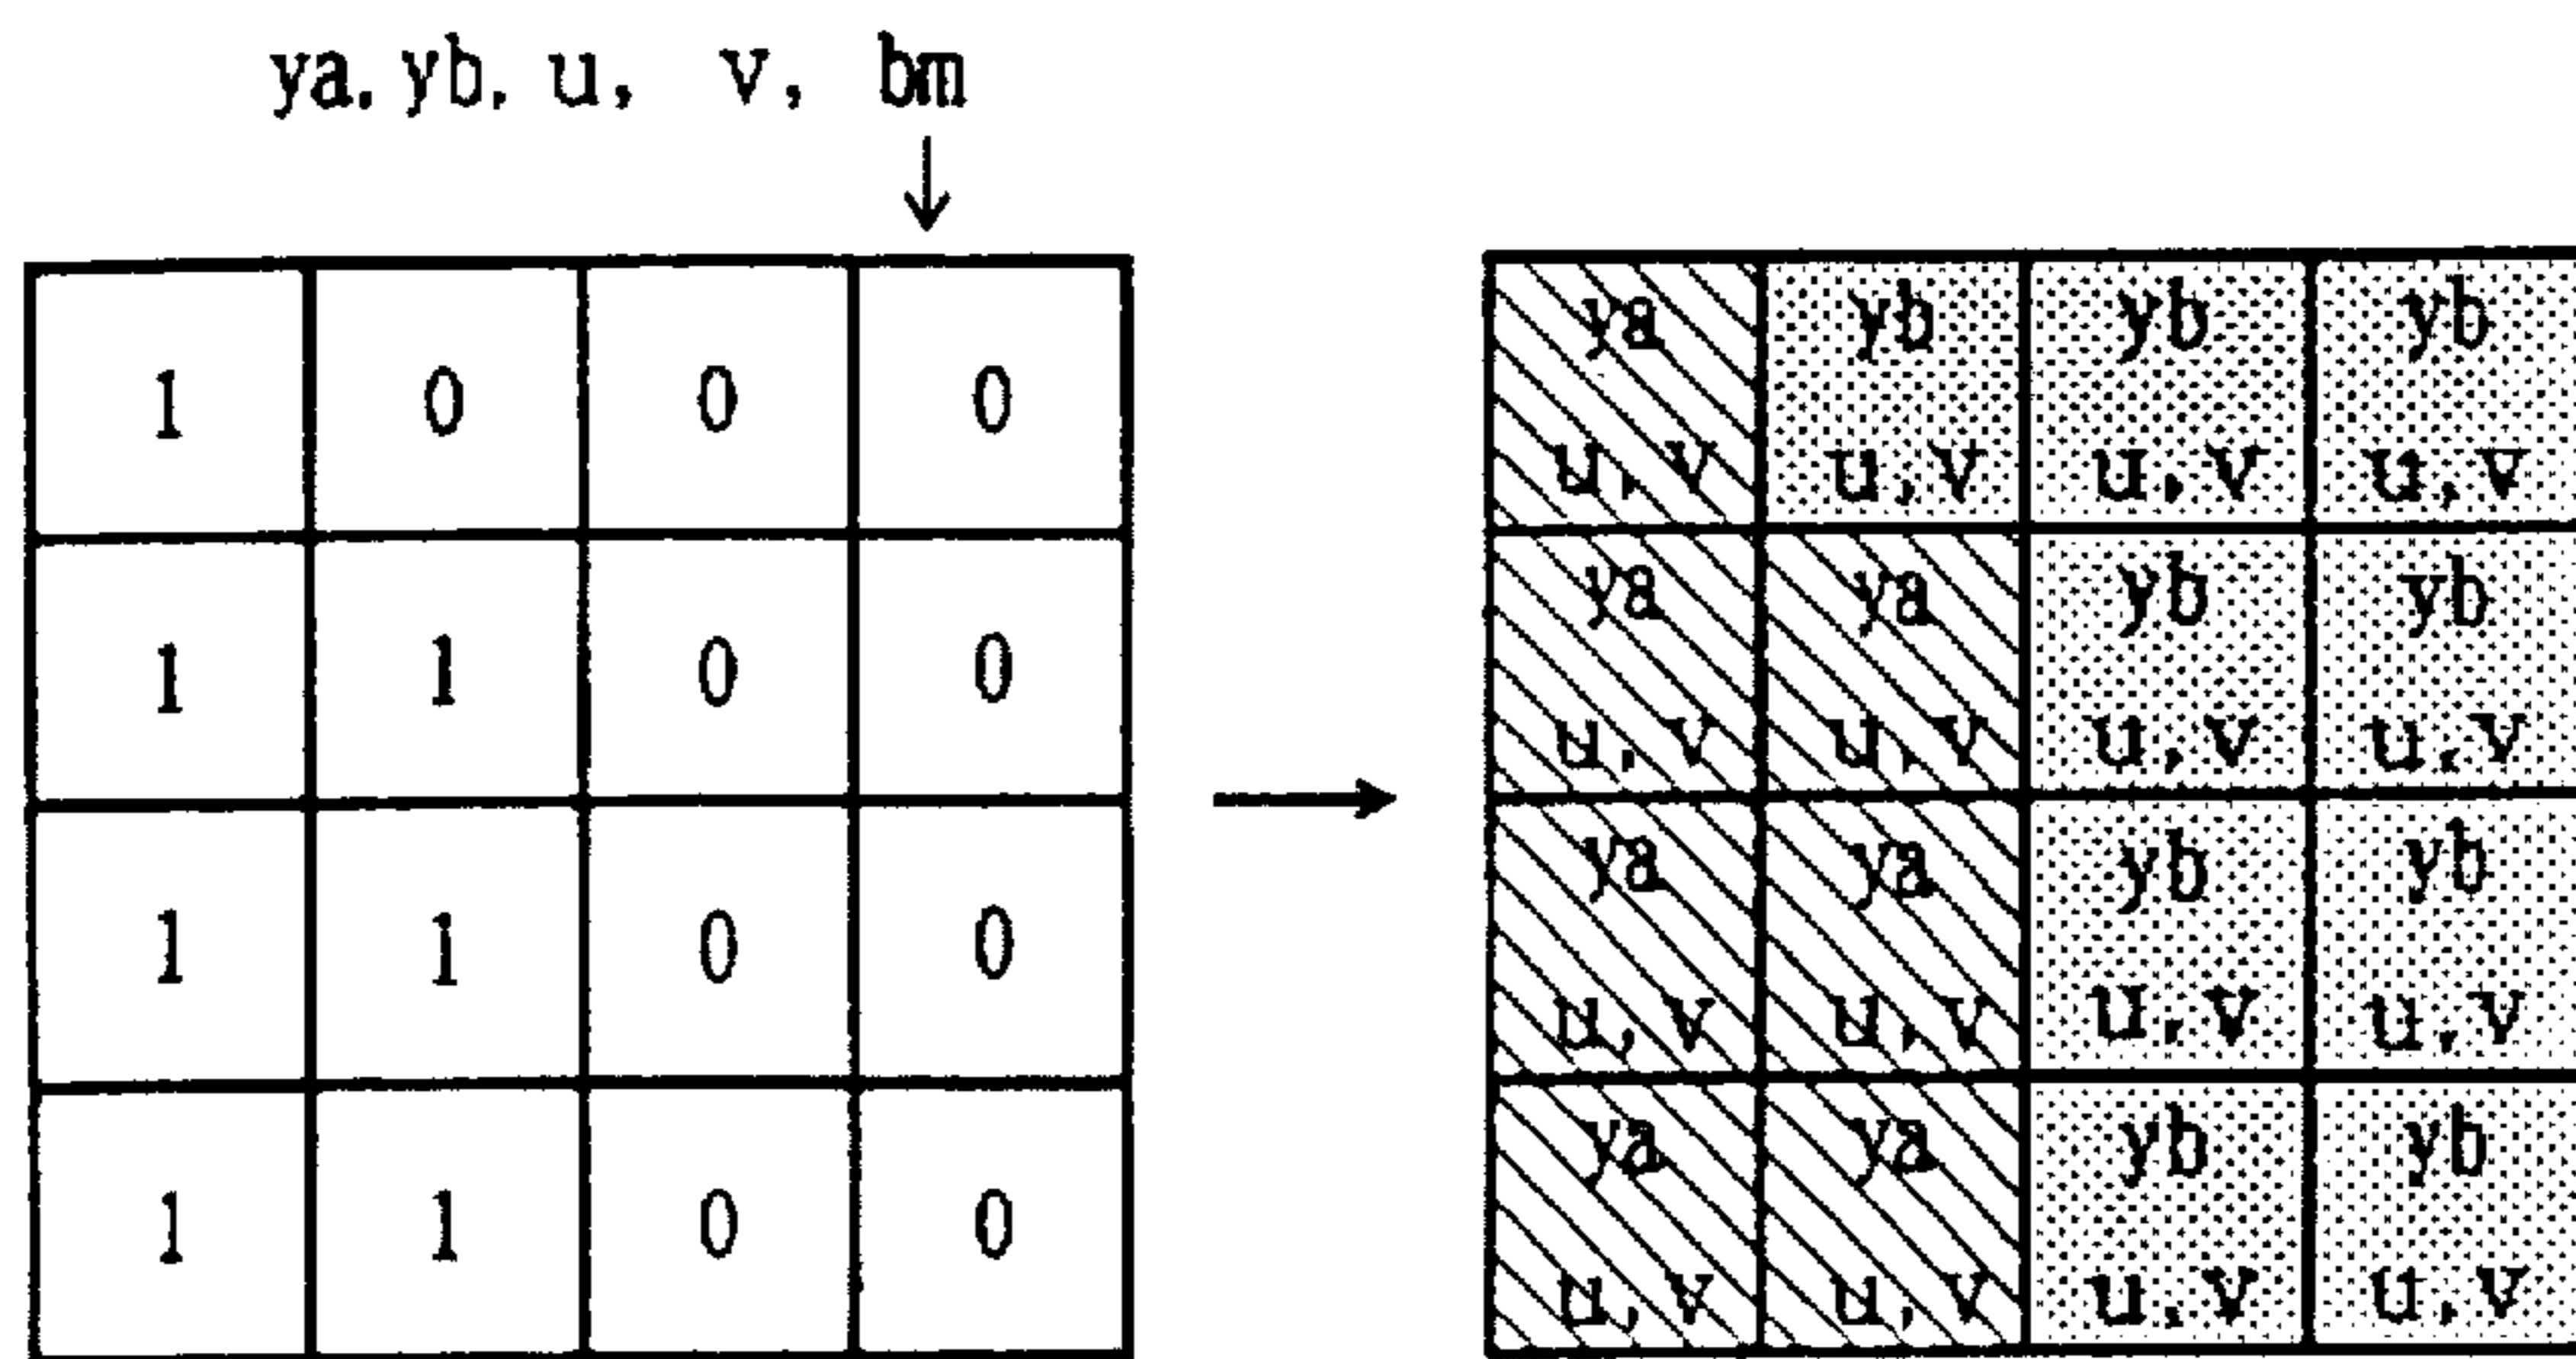 ya. yb. u, v, bm
1 0 0 0
1 1 0 0
1 1 0 0
1 1 0 0
ya yb yb yb
u, v u, v u, v u, v
ya ya yb yb
u, v u, v u, v u, v
ya ya yb yb
u, v u, v u, v u, v
ya ya yb yb
u, v u, v u, v u, v